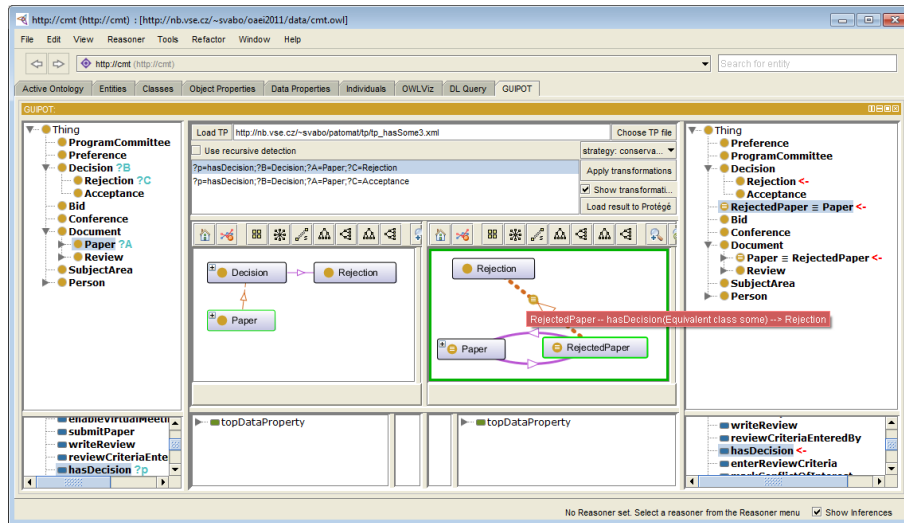 http://cmt (http://cmt) : [http://nb.vse.cz/~svabo/oaei2011/data/cmt.owl]
File Edit View Reasoner Tools Refactor Window Help
http://cmt (http://cmt)
Search for entity
Active Ontology Entities Classes Object Properties Data Properties Individuals OWLViz DL Query GUIPOT
GUIPOT:
Thing
ProgramCommittee
Preference
Decision ?B
Rejection ?C
Acceptance
Bid
Conference
Document
Paper ?A
Review
SubjectArea
Person
Load TP http://nb.vse.cz/~svabo/patomat/tp/tp_hasSome3.xml Choose TP file
Use recursive detection
strategy: conserva...
?p=hasDecision;?B=Decision;?A=Paper;?C=Rejection
?p=hasDecision;?B=Decision;?A=Paper;?C=Acceptance
Apply transformations
Show transformati...
Load result to Protégé
Decision
Rejection
Paper
Rejection
RejectedPaper -- hasDecision(Equivalent class some) --> Rejection
Paper
RejectedPaper
Thing
Preference
ProgramCommittee
Decision
Rejection <-
Acceptance
RejectedPaper ≡ Paper <-
Bid
Conference
Document
Paper ≡ RejectedPaper <-
Review
SubjectArea
Person
enableVirtualMeetin
submitPaper
writeReview
reviewCriteriaEnte
hasDecision ?p
topDataProperty
topDataProperty
writeReview
reviewCriteriaEnteredBy
hasDecision <-
enterReviewCriteria
markConflictOfInterest
No Reasoner set. Select a reasoner from the Reasoner menu
Show Inferences